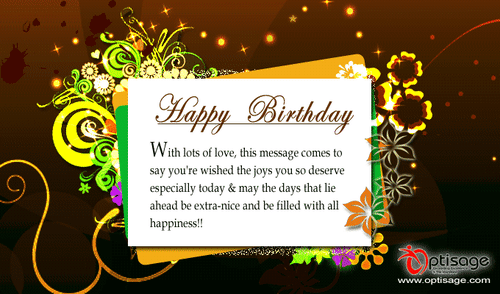 Happy Birthday
With lots of love, this message comes to
say you're wished the joys you so deserve
especially today & may the days that lie
ahead be extra-nice and be filled with all
happiness!!
Optisage
www.optisage.com